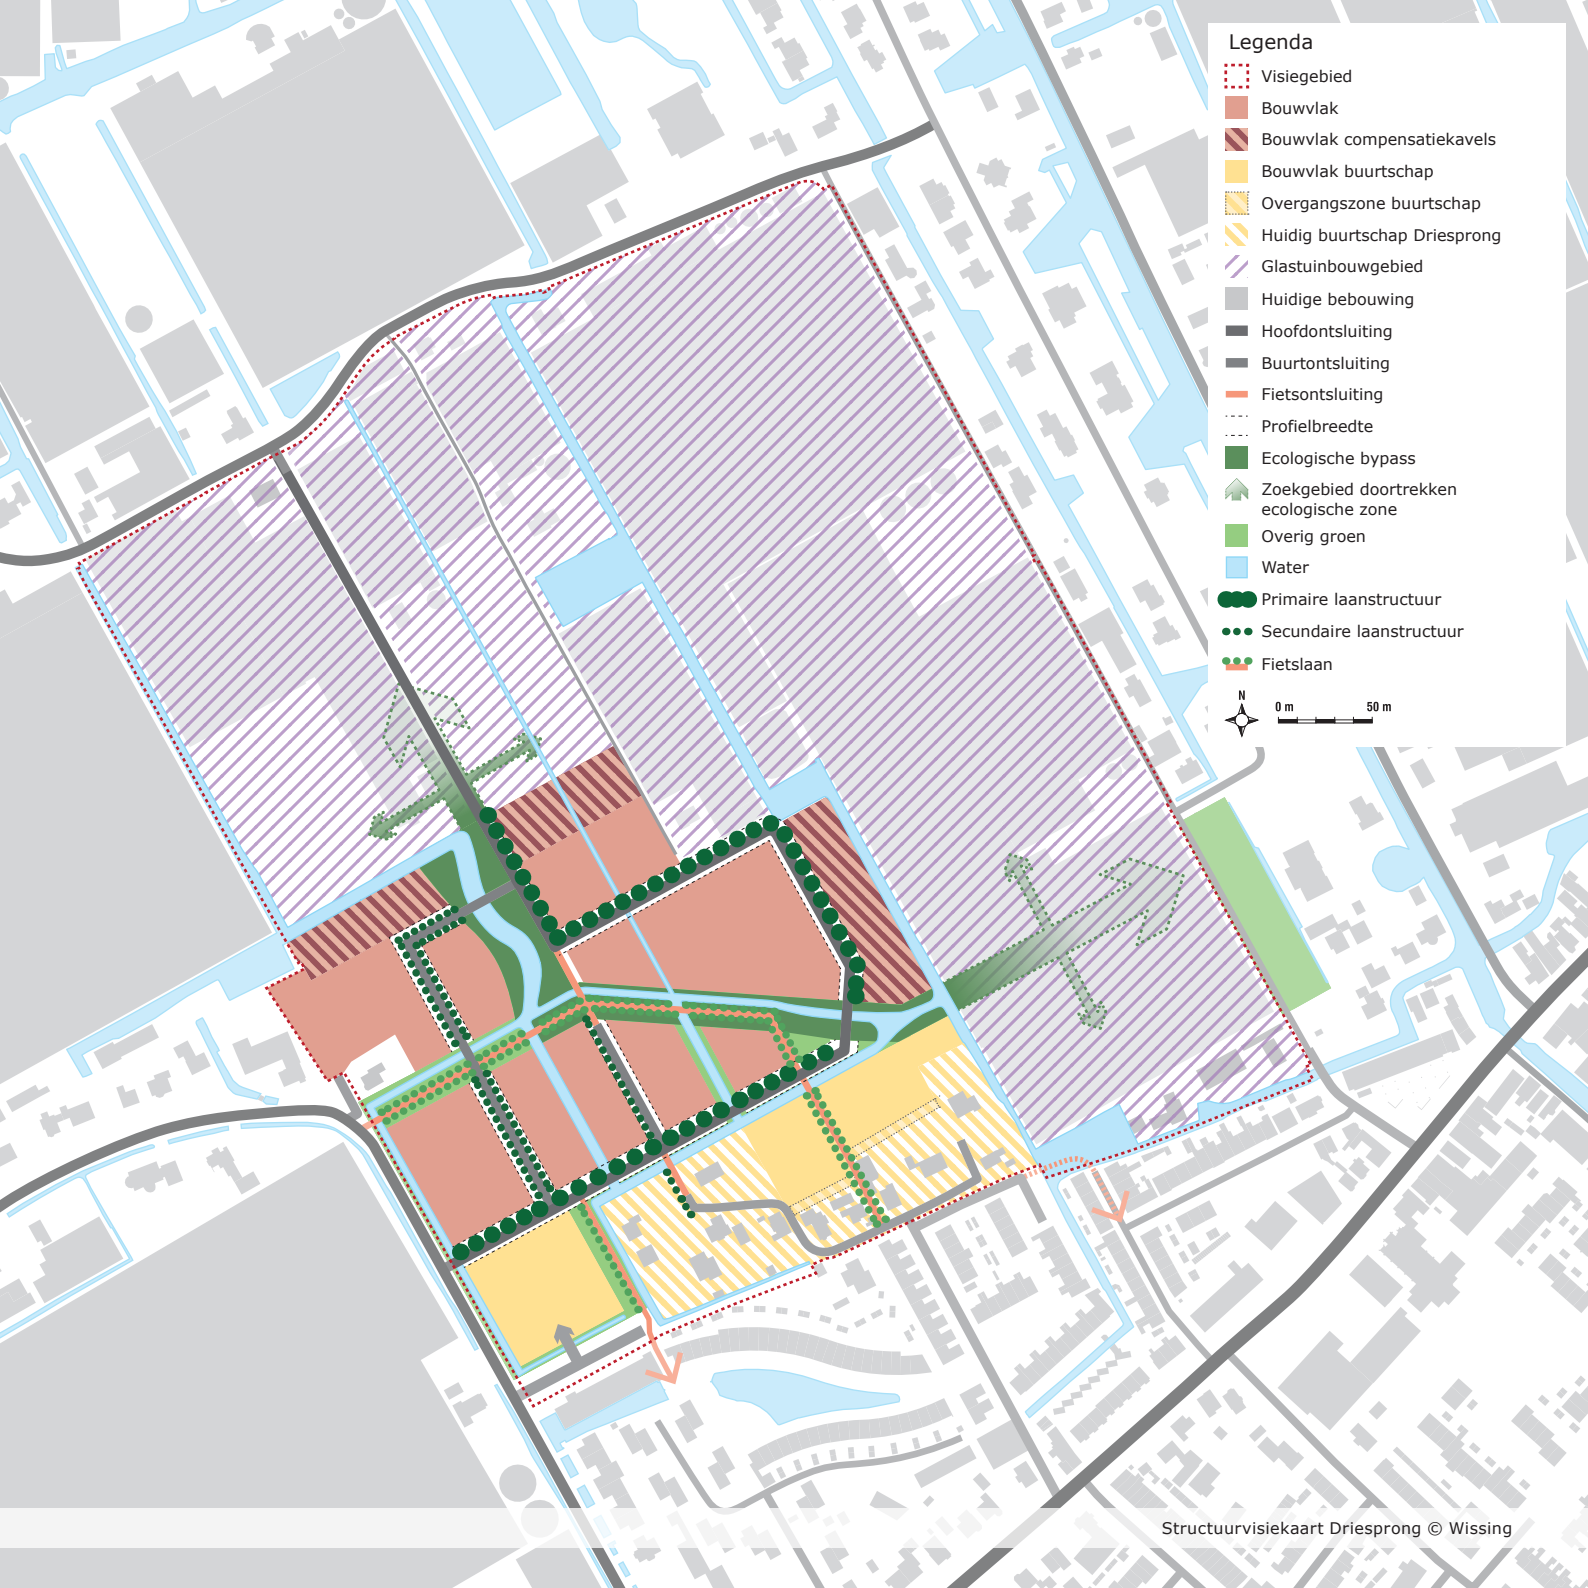 Legenda
Visiegebied
Bouwvlak
Bouwvlak compensatiekavels
Bouwvlak buurtschap
Overgangszone buurtschap
Huidig buurtschap Driesprong
Glastuinbouwgebied
Huidige bebouwing
Hoofdontsluiting
Buurtontsluiting
Fietsontsluiting
Profielbreedte
Ecologische bypass
Zoekgebied doortrekken
ecologische zone
Overig groen
Water
Primaire laanstructuur
Secundaire laanstructuur
Fietslaan
N
0 m 50 m
Structuurvisiekaart Driesprong © Wissing